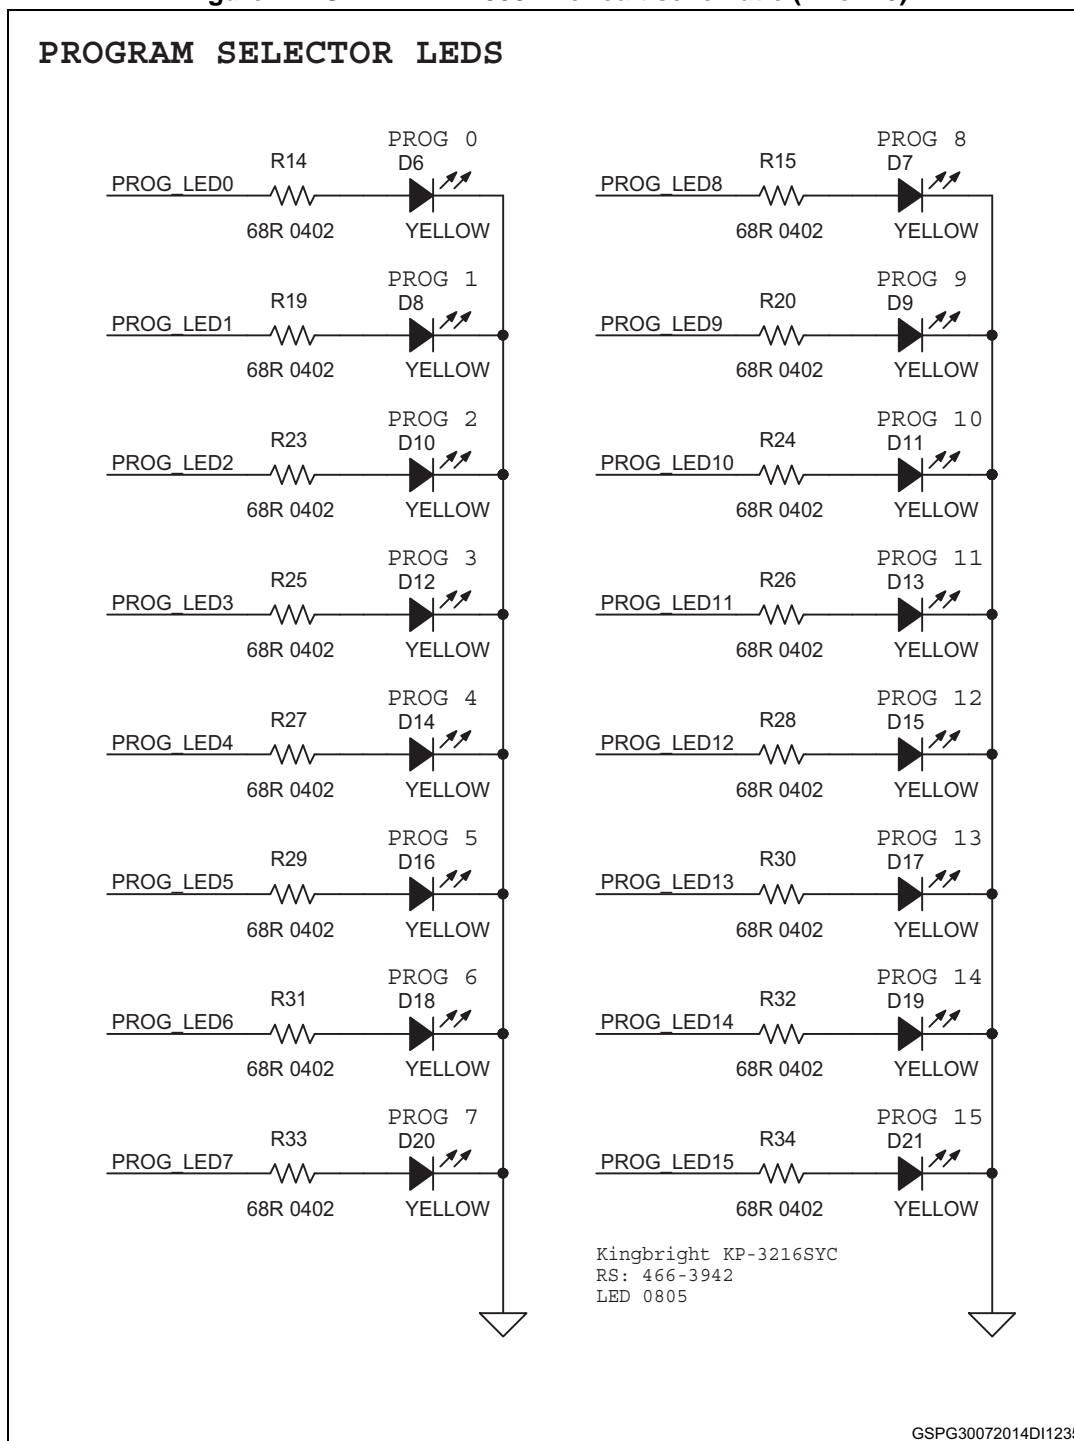 PROGRAM SELECTOR LEDS
PROG 0
R14
D6
PROG_LED0
68R 0402
YELLOW
PROG 8
R15
D7
PROG_LED8
68R 0402
YELLOW
PROG 1
R19
D8
PROG_LED1
68R 0402
YELLOW
PROG 9
R20
D9
PROG_LED9
68R 0402
YELLOW
PROG 2
R23
D10
PROG_LED2
68R 0402
YELLOW
PROG 10
R24
D11
PROG_LED10
68R 0402
YELLOW
PROG 3
R25
D12
PROG_LED3
68R 0402
YELLOW
PROG 11
R26
D13
PROG_LED11
68R 0402
YELLOW
PROG 4
R27
D14
PROG_LED4
68R 0402
YELLOW
PROG 12
R28
D15
PROG_LED12
68R 0402
YELLOW
PROG 5
R29
D16
PROG_LED5
68R 0402
YELLOW
PROG 13
R30
D17
PROG_LED13
68R 0402
YELLOW
PROG 6
R31
D18
PROG_LED6
68R 0402
YELLOW
PROG 14
R32
D19
PROG_LED14
68R 0402
YELLOW
PROG 7
R33
D20
PROG_LED7
68R 0402
YELLOW
PROG 15
R34
D21
PROG_LED15
68R 0402
YELLOW
Kingbright KP-3216SYC
RS: 466-3942
LED 0805
GSPG30072014DI1235